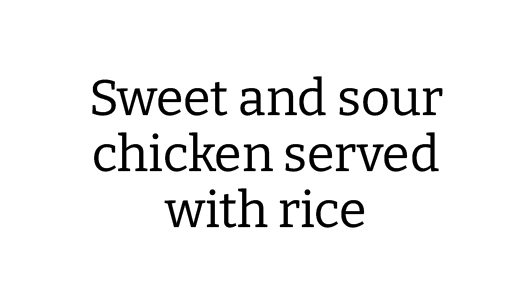 Sweet and sour
chicken served
with rice